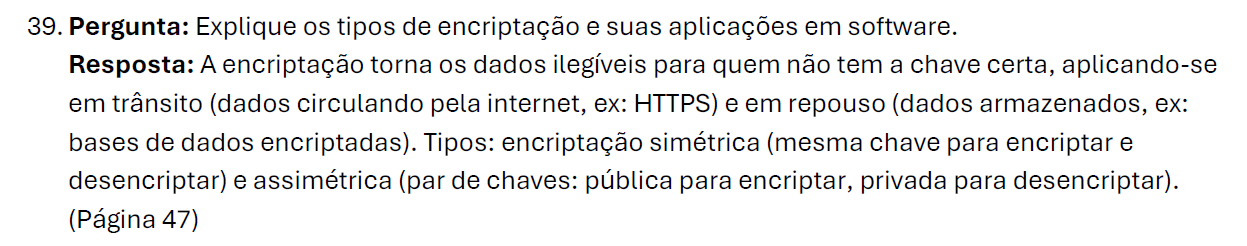 39. Pergunta: Explique os tipos de encriptação e suas aplicações em software.
Resposta: A encriptação torna os dados ilegíveis para quem não tem a chave certa, aplicando-se
em trânsito (dados circulando pela internet, ex: HTTPS) e em repouso (dados armazenados, ex:
bases de dados encriptadas). Tipos: encriptação simétrica (mesma chave para encriptar e
desencriptar) e assimétrica (par de chaves: pública para encriptar, privada para desencriptar).
(Página 47)